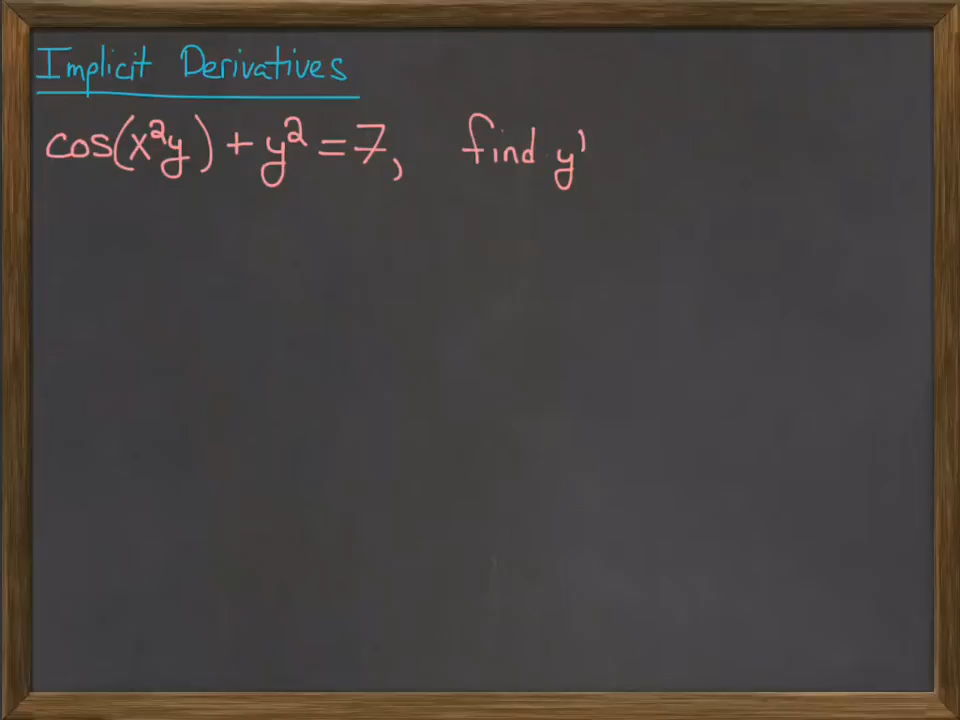 Implicit Derivatives
cos(x²y) + y² = 7, find y'